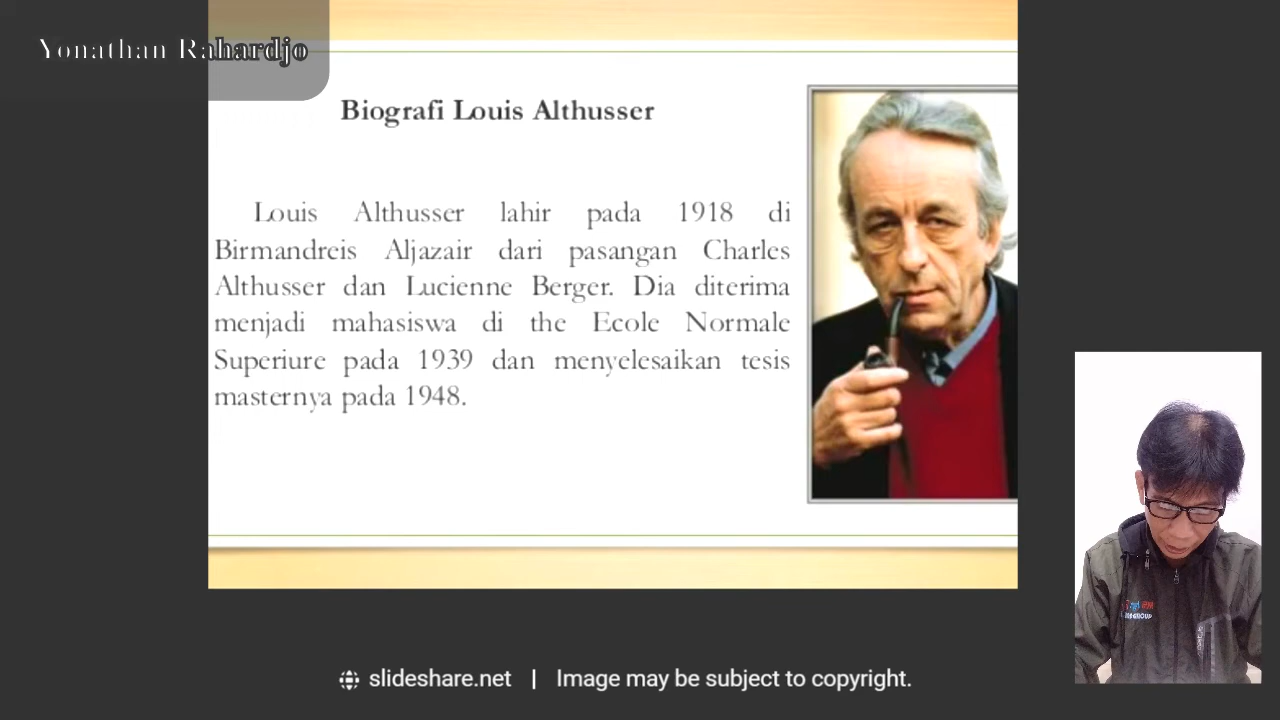 Yonathan Rahardjo
Biografi Louis Althusser
Louis Althusser lahir pada 1918 di
Birmandreis Aljazair dari pasangan Charles
Althusser dan Lucienne Berger. Dia diterima
menjadi mahasiswa di the Ecole Normale
Superiure pada 1939 dan menyelesaikan tesis
masternya pada 1948.
slideshare.net | Image may be subject to copyright.